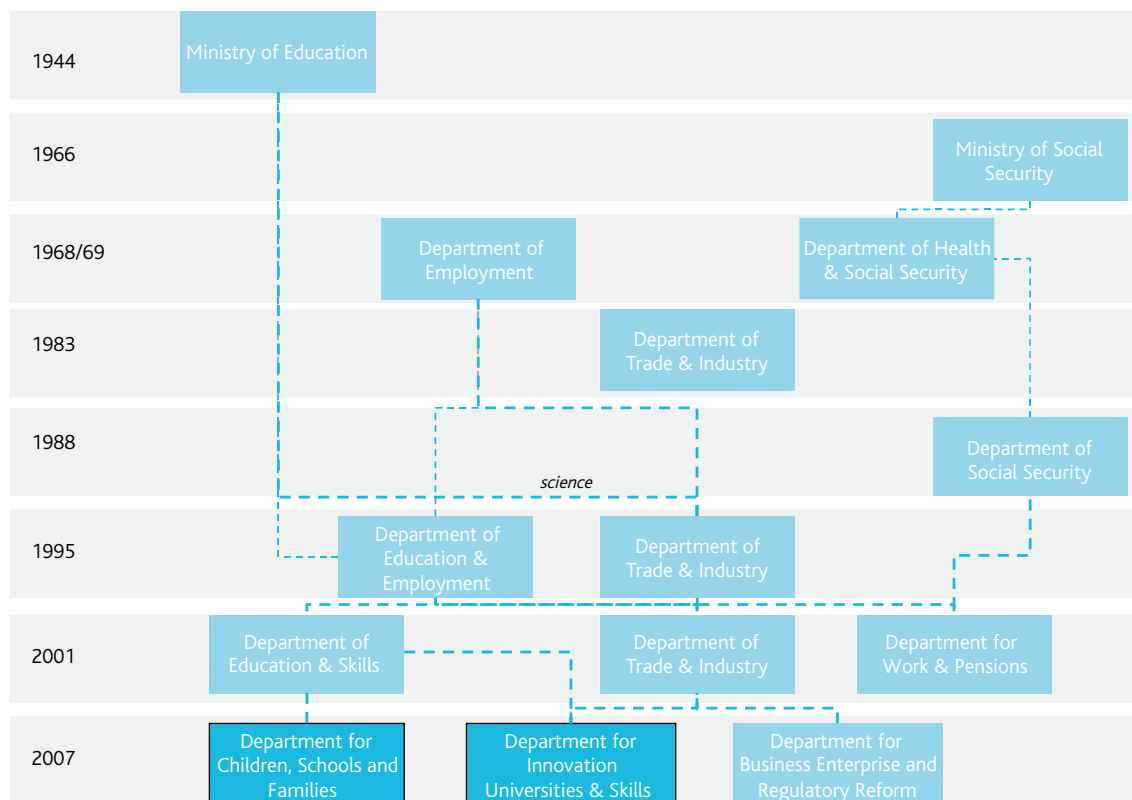 1944
Ministry of Education
1966
Ministry of Social
Security
1968/69
Department of
Employment
Department of Health
& Social Security
1983
Department of
Trade & Industry
1988
Department of
Social Security
science
1995
Department of
Education &
Employment
Department of
Trade & Industry
2001
Department of
Education & Skills
Department of
Trade & Industry
Department for
Work & Pensions
2007
Department for
Children, Schools and
Families
Department for
Innovation
Universities & Skills
Department for
Business Enterprise and
Regulatory Reform